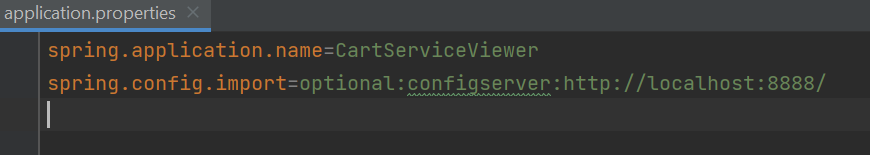 application.properties
spring.application.name=CartServiceViewer
spring.config.import=optional:configserver:http://localhost:8888/